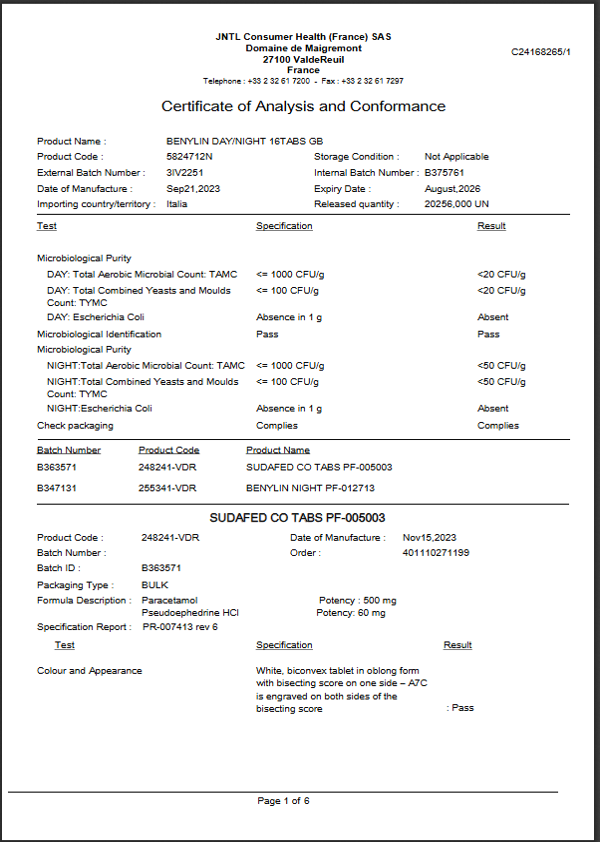 JNTL Consumer Health (France) SAS
Domaine de Maigremont
27100 ValdeReuil
France
C24168265/1
Telephone : +33 2 32 61 7200 - Fax : +33 2 32 61 7297
Certificate of Analysis and Conformance
Product Name : BENYLIN DAY/NIGHT 16TABS GB
Product Code : 5824712N Storage Condition : Not Applicable
External Batch Number : 3IV2251 Internal Batch Number : B375761
Date of Manufacture : Sep21,2023 Expiry Date : August,2026
Importing country/territory : Italia Released quantity : 20256,000 UN
Test Specification Result
Microbiological Purity
DAY: Total Aerobic Microbial Count: TAMC <= 1000 CFU/g <20 CFU/g
DAY: Total Combined Yeasts and Moulds <= 100 CFU/g <20 CFU/g
Count: TYMC
DAY: Escherichia Coli Absence in 1 g Absent
Microbiological Identification Pass Pass
Microbiological Purity
NIGHT:Total Aerobic Microbial Count: TAMC <= 1000 CFU/g <50 CFU/g
NIGHT:Total Combined Yeasts and Moulds <= 100 CFU/g <50 CFU/g
Count: TYMC
NIGHT:Escherichia Coli Absence in 1 g Absent
Check packaging Complies Complies
Batch Number Product Code Product Name
B363571 248241-VDR SUDAFED CO TABS PF-005003
B347131 255341-VDR BENYLIN NIGHT PF-012713
SUDAFED CO TABS PF-005003
Product Code : 248241-VDR Date of Manufacture : Nov15,2023
Batch Number : Order : 401110271199
Batch ID : B363571
Packaging Type : BULK
Formula Description : Paracetamol Potency : 500 mg
Pseudoephedrine HCl Potency: 60 mg
Specification Report : PR-007413 rev 6
Test Specification Result
Colour and Appearance White, biconvex tablet in oblong form
with bisecting score on one side – A7C
is engraved on both sides of the
bisecting score : Pass
Page 1 of 6